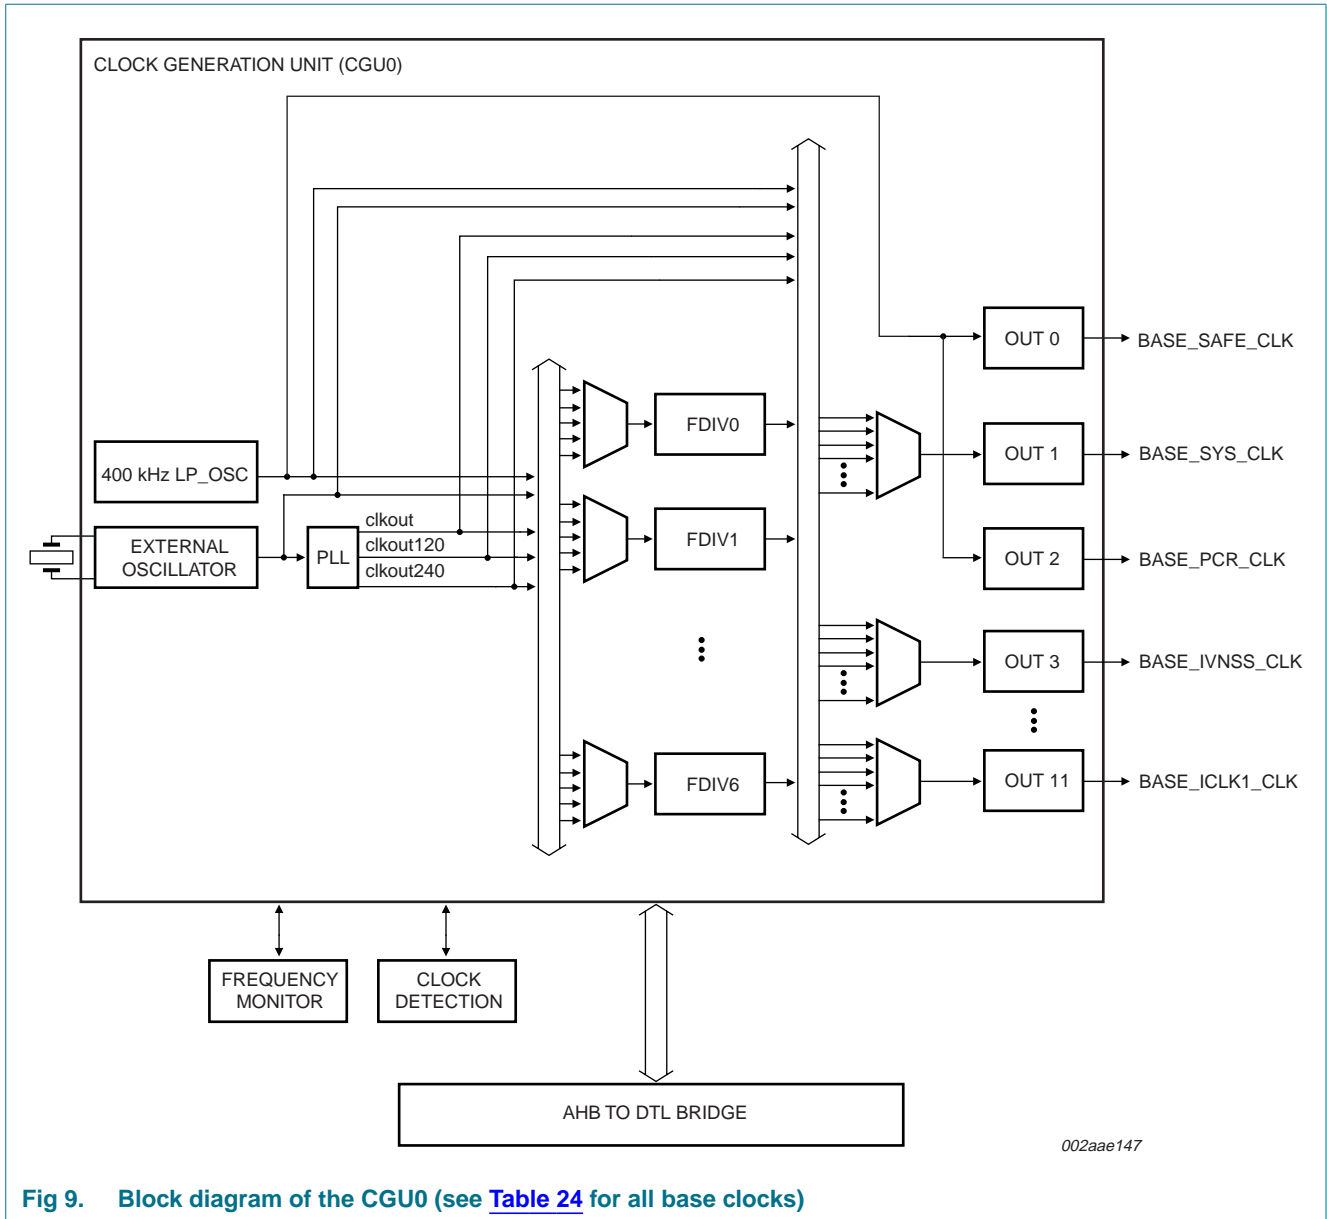 CLOCK GENERATION UNIT (CGU0)
OUT 0
BASE_SAFE_CLK
FDIV0
400 kHz LP_OSC
OUT 1
BASE_SYS_CLK
clkout
EXTERNAL
OSCILLATOR
PLL
clkout120
clkout240
FDIV1
OUT 2
BASE_PCR_CLK
OUT 3
BASE_IVNSS_CLK
FDIV6
OUT 11
BASE_ICLK1_CLK
FREQUENCY
MONITOR
CLOCK
DETECTION
AHB TO DTL BRIDGE
002aae147
Fig 9. Block diagram of the CGU0 (see Table 24 for all base clocks)